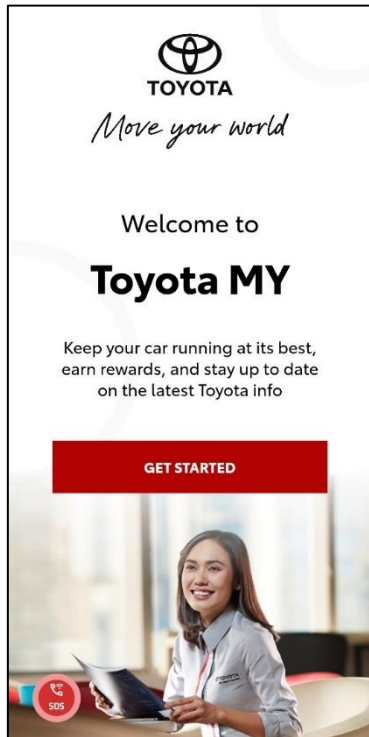 TOYOTA
Move your world
Welcome to
Toyota MY
Keep your car running at its best,
earn rewards, and stay up to date
on the latest Toyota info
GET STARTED
TOYOTA
SOS